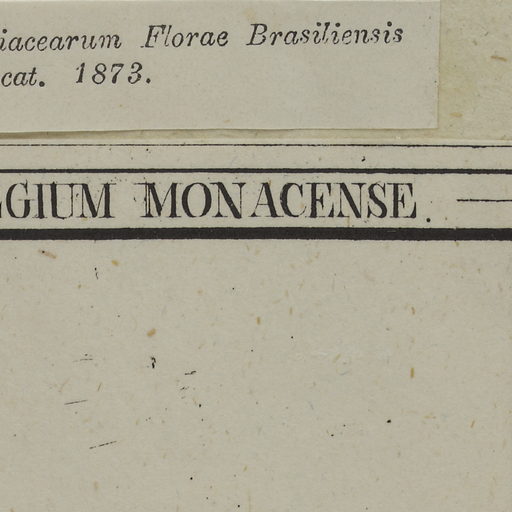 iacearum Florae Brasiliensis
cat. 1873.
GIUM MONACENSE.